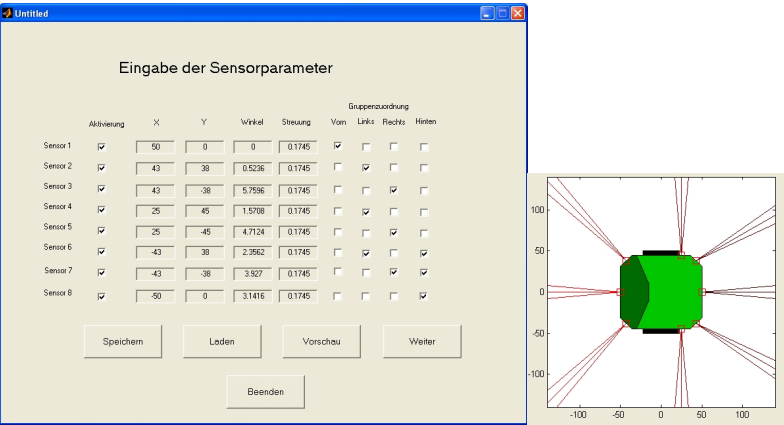 Untitled
Eingabe der Sensorparameter
Gruppenzuordnung
Aktivierung X Y Winkel Streuung Vorn Links Rechts Hinten
Sensor 1 50 0 0 0.1745
Sensor 2 43 38 0.5236 0.1745
Sensor 3 43 -38 5.7596 0.1745
Sensor 4 25 45 1.5708 0.1745
Sensor 5 25 -45 4.7124 0.1745
Sensor 6 -43 38 2.3562 0.1745
Sensor 7 -43 -38 3.927 0.1745
Sensor 8 -50 0 3.1416 0.1745
Speichern Laden Vorschau Weiter
Beenden
100
50
0
-50
-100
-100 -50 0 50 100